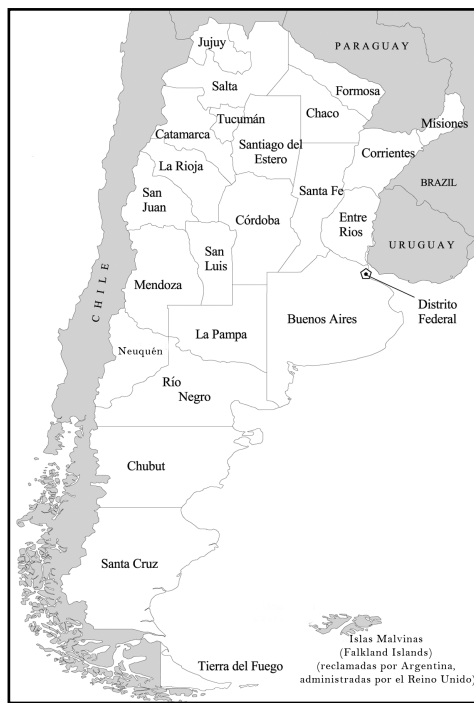 Jujuy
PARAGUAY
Salta
Formosa
Chaco
Tucumán
Misiones
Catamarca
Santiago del
Estero
Corrientes
La Rioja
BRAZIL
San
Juan
Santa Fe
Córdoba
Entre
Rios
URUGUAY
San
Luis
Mendoza
CHILE
Distrito
Federal
Buenos Aires
La Pampa
Neuquén
Río
Negro
Chubut
Santa Cruz
Islas Malvinas
(Falkland Islands)
(reclamadas por Argentina,
administradas por el Reino Unido)
Tierra del Fuego